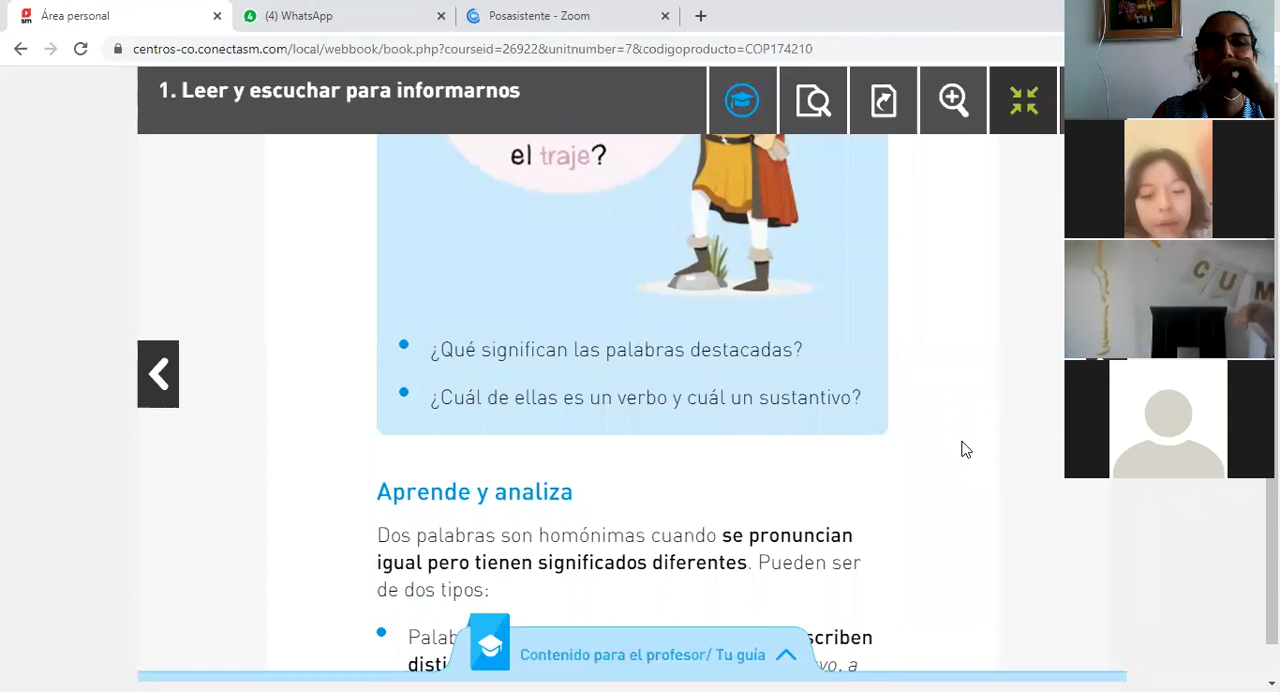 Área personal
(4) WhatsApp
Posasistente - Zoom
centros-co.conectasm.com/local/webbook/book.php?courseid=26922&unitnumber=7&codigoproducto=COP174210
1. Leer y escuchar para informarnos
el traje?
¿Qué significan las palabras destacadas?
¿Cuál de ellas es un verbo y cuál un sustantivo?
Aprende y analiza
Dos palabras son homónimas cuando se pronuncian
igual pero tienen significados diferentes. Pueden ser
de dos tipos:
Contenido para el profesor/ Tu guía
CUM